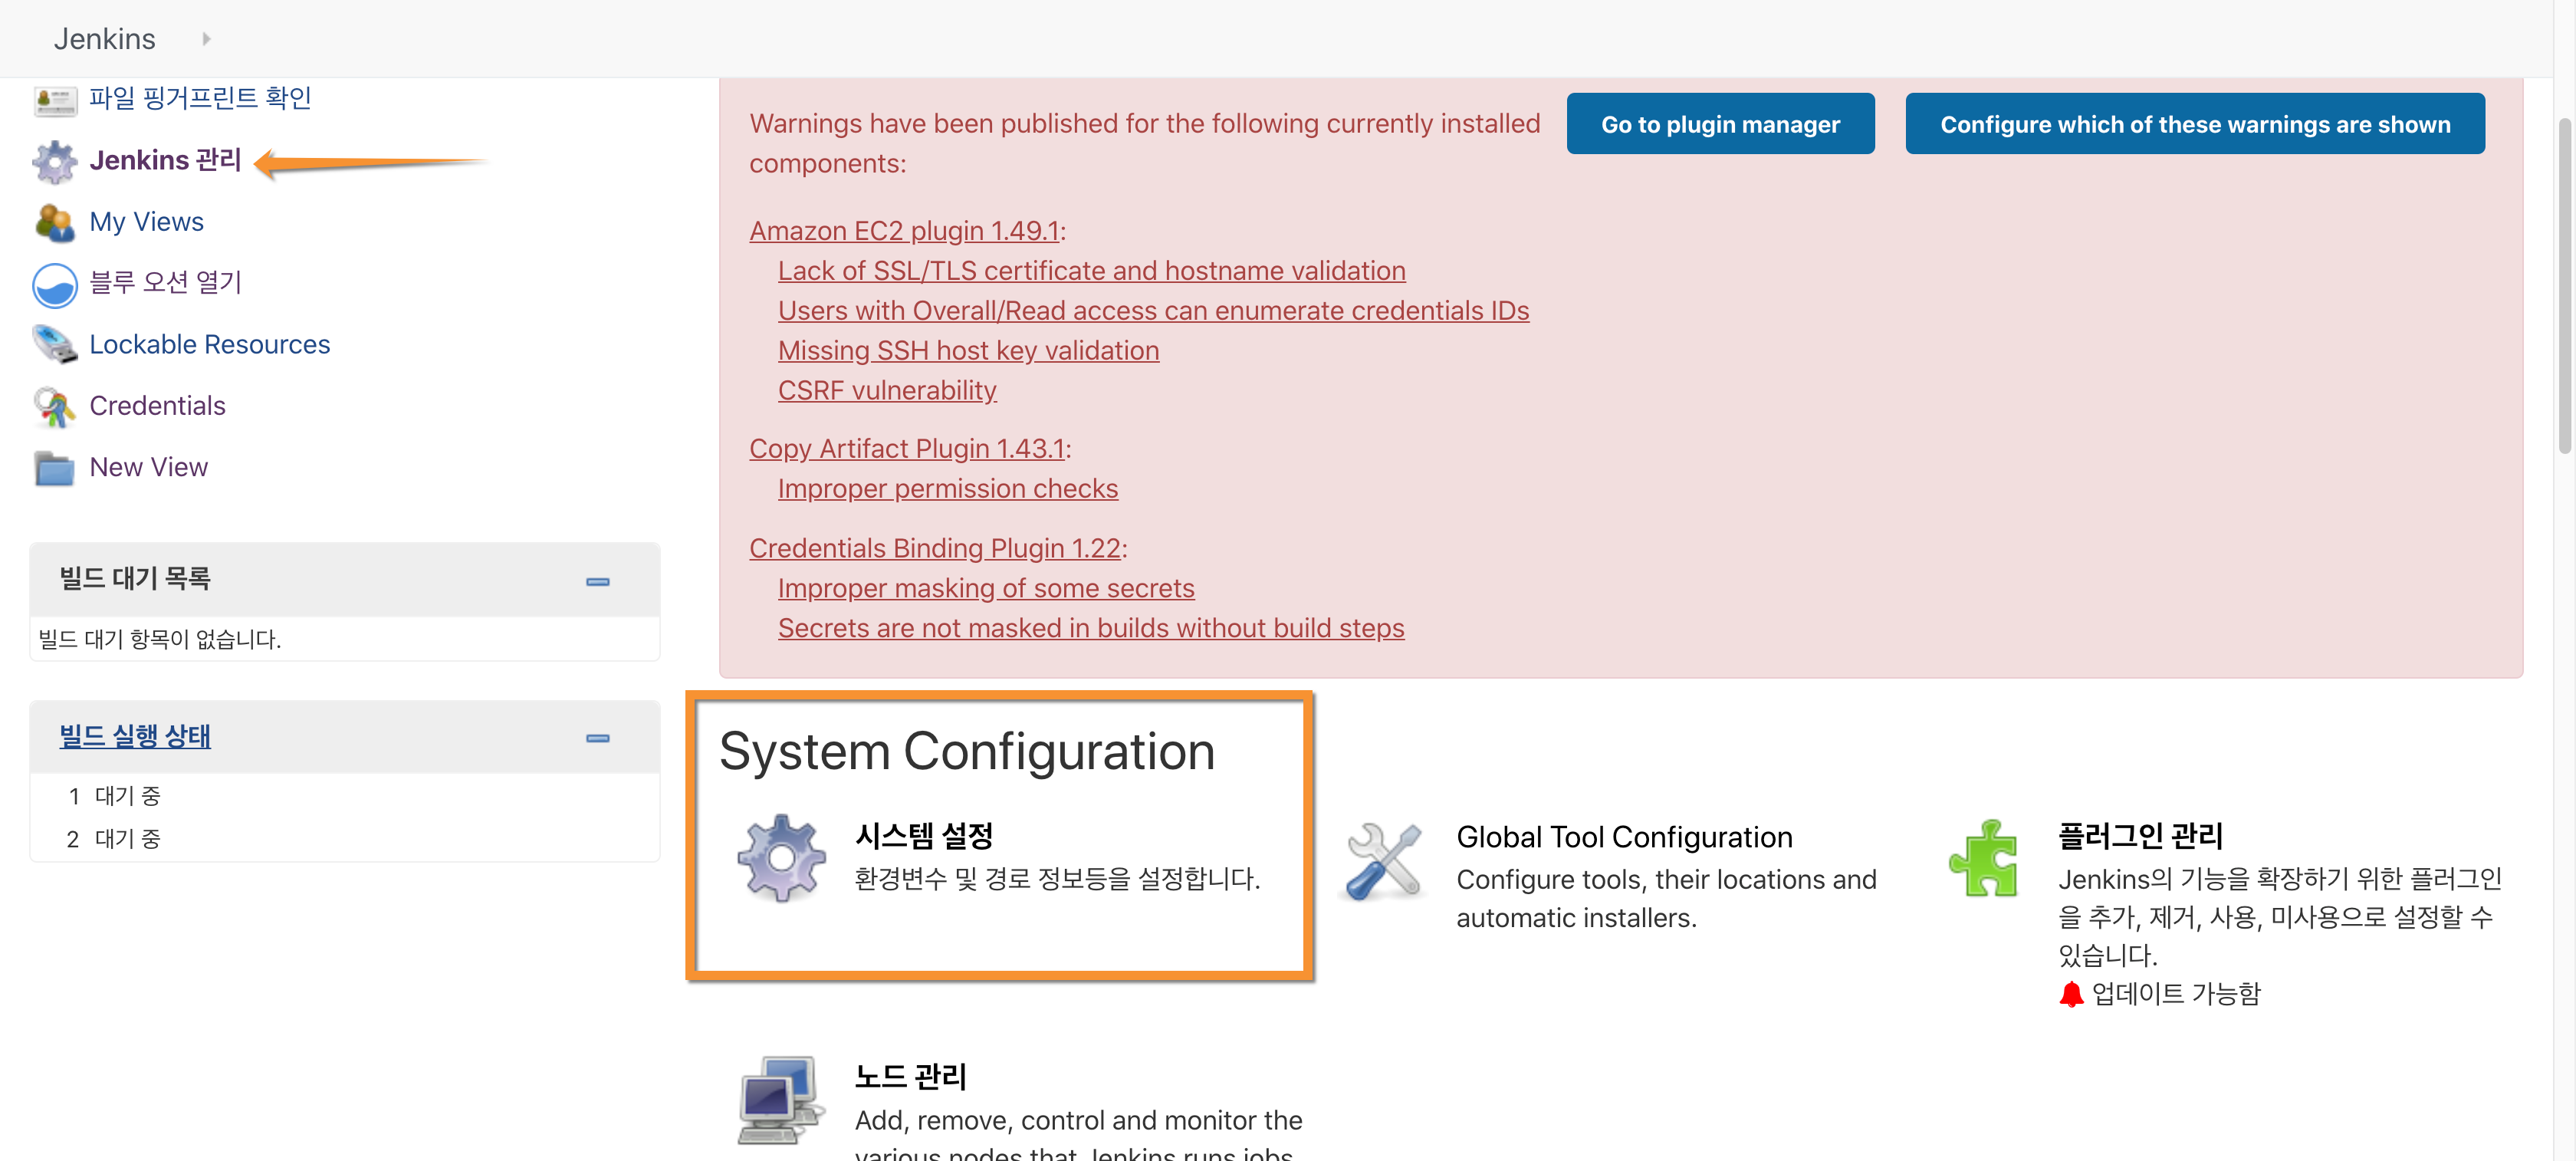 Jenkins
파일 핑거프린트 확인
Jenkins 관리
My Views
블루 오션 열기
Lockable Resources
Credentials
New View
빌드 대기 목록
빌드 대기 항목이 없습니다.
빌드 실행 상태
1 대기 중
2 대기 중
Warnings have been published for the following currently installed
components:
Go to plugin manager
Configure which of these warnings are shown
Amazon EC2 plugin 1.49.1:
Lack of SSL/TLS certificate and hostname validation
Users with Overall/Read access can enumerate credentials IDs
Missing SSH host key validation
CSRF vulnerability
Copy Artifact Plugin 1.43.1:
Improper permission checks
Credentials Binding Plugin 1.22:
Improper masking of some secrets
Secrets are not masked in builds without build steps
System Configuration
시스템 설정
환경변수 및 경로 정보등을 설정합니다.
Global Tool Configuration
Configure tools, their locations and
automatic installers.
플러그인 관리
Jenkins의 기능을 확장하기 위한 플러그인
을 추가, 제거, 사용, 미사용으로 설정할 수
있습니다.
업데이트 가능함
노드 관리
Add, remove, control and monitor the
various nodes that Jenkins runs jobs